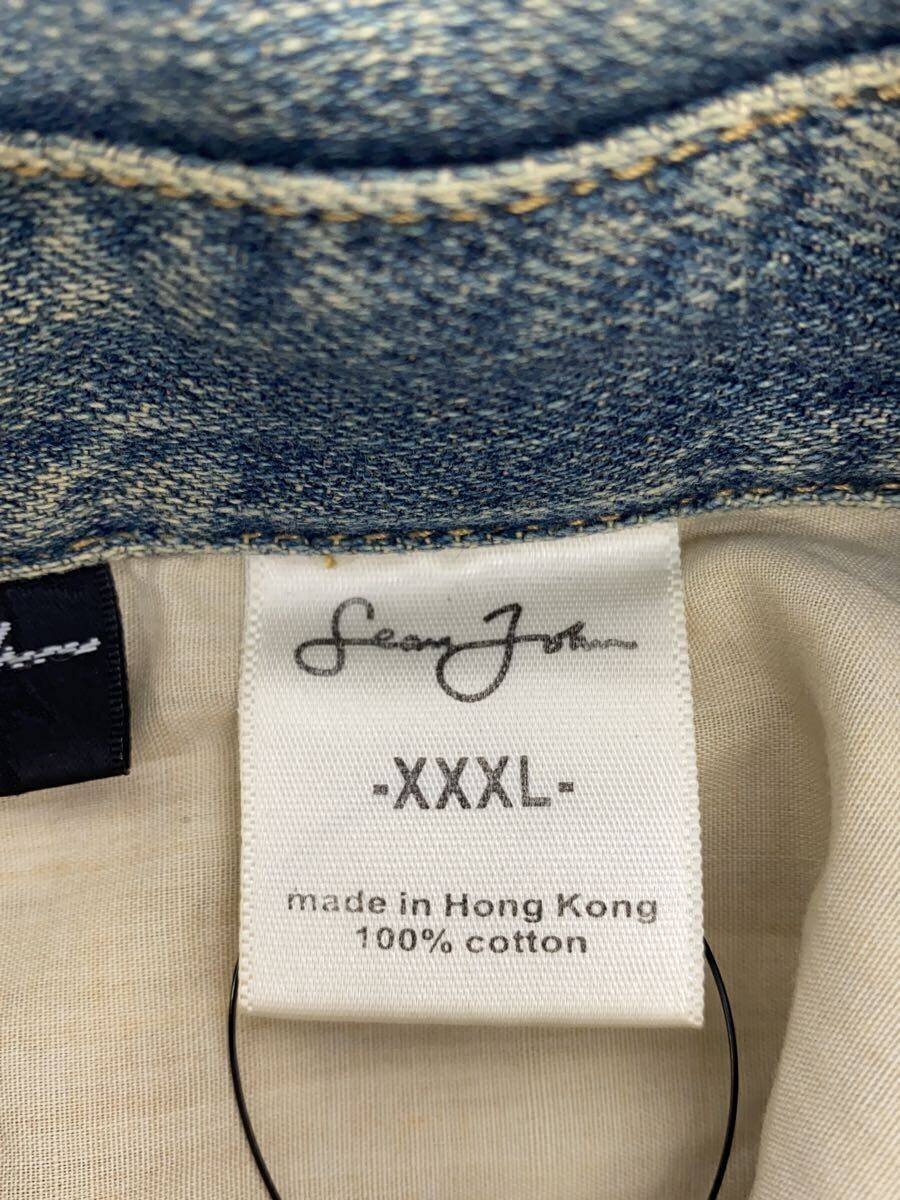 Sean John
-XXXL-
made in Hong Kong
100% cotton